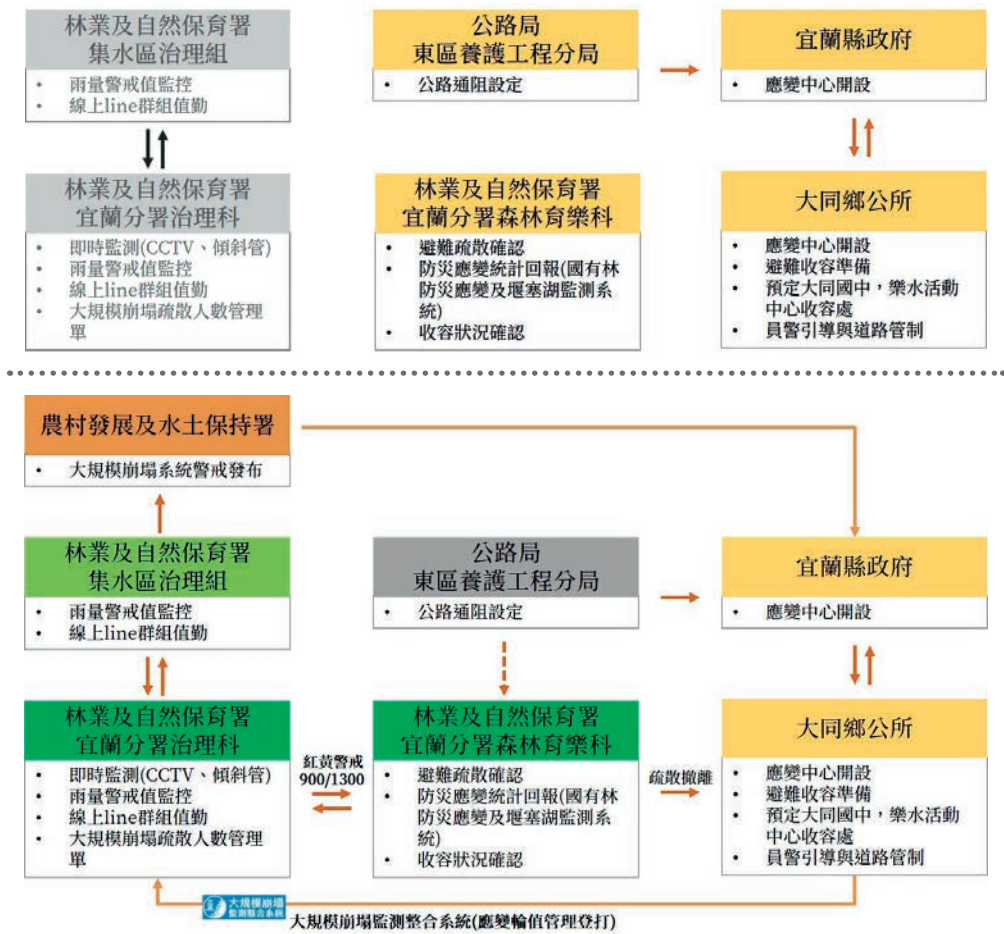 林業及自然保育署
集水區治理組
• 雨量警戒值監控
• 線上line群組值勤
公路局
東區養護工程分局
• 公路通阻設定
宜蘭縣政府
• 應變中心開設
林業及自然保育署
宜蘭分署治理科
• 即時監測(CCTV、傾斜管)
• 雨量警戒值監控
• 線上line群組值勤
• 大規模崩塌疏散人數管理
單
林業及自然保育署
宜蘭分署森林育樂科
• 避難疏散確認
• 防災應變統計回報(國有林
防災應變及堰塞湖監測系
統)
• 收容狀況確認
大同鄉公所
• 應變中心開設
• 避難收容準備
• 預定大同國中，樂水活動
中心收容處
• 員警引導與道路管制
農村發展及水土保持署
• 大規模崩塌系統警戒發布
林業及自然保育署
集水區治理組
• 雨量警戒值監控
• 線上line群組值勤
公路局
東區養護工程分局
• 公路通阻設定
宜蘭縣政府
• 應變中心開設
林業及自然保育署
宜蘭分署治理科
• 即時監測(CCTV、傾斜管)
• 雨量警戒值監控
• 線上line群組值勤
• 大規模崩塌疏散人數管理
單
紅黃警戒
900/1300
林業及自然保育署
宜蘭分署森林育樂科
• 避難疏散確認
• 防災應變統計回報(國有林
防災應變及堰塞湖監測系
統)
• 收容狀況確認
疏散撤離
大同鄉公所
• 應變中心開設
• 避難收容準備
• 預定大同國中，樂水活動
中心收容處
• 員警引導與道路管制
大規模崩塌
監測整合系統
大規模崩塌監測整合系統(應變輪值管理登打)